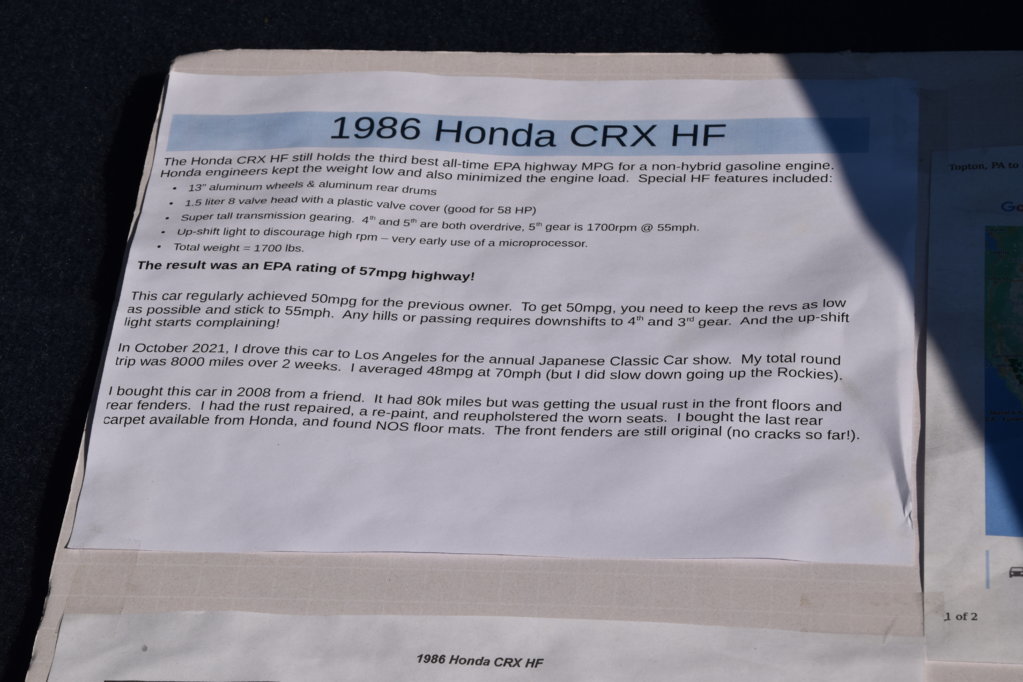 1986 Honda CRX HF
The Honda CRX HF still holds the third best all-time EPA highway MPG for a non-hybrid gasoline engine.
Honda engineers kept the weight low and also minimized the engine load. Special HF features included:
• 13" aluminum wheels & aluminum rear drums
• 1.5 liter 8 valve head with a plastic valve cover (good for 58 HP)
• Super tall transmission gearing. 4th and 5th are both overdrive, 5th gear is 1700rpm @ 55mph.
• Up-shift light to discourage high rpm – very early use of a microprocessor.
• Total weight = 1700 lbs.
The result was an EPA rating of 57mpg highway!
This car regularly achieved 50mpg for the previous owner. To get 50mpg, you need to keep the revs as low
as possible and stick to 55mph. Any hills or passing requires downshifts to 4th and 3rd gear. And the up-shift
light starts complaining!
In October 2021, I drove this car to Los Angeles for the annual Japanese Classic Car show. My total round
trip was 8000 miles over 2 weeks. I averaged 48mpg at 70mph (but I did slow down going up the Rockies).
I bought this car in 2008 from a friend. It had 80k miles but was getting the usual rust in the front floors and
rear fenders. I had the rust repaired, a re-paint, and reupholstered the worn seats. I bought the last rear
carpet available from Honda, and found NOS floor mats. The front fenders are still original (no cracks so far!).
Topton, PA to
Go
1 of 2
1986 Honda CRX HF